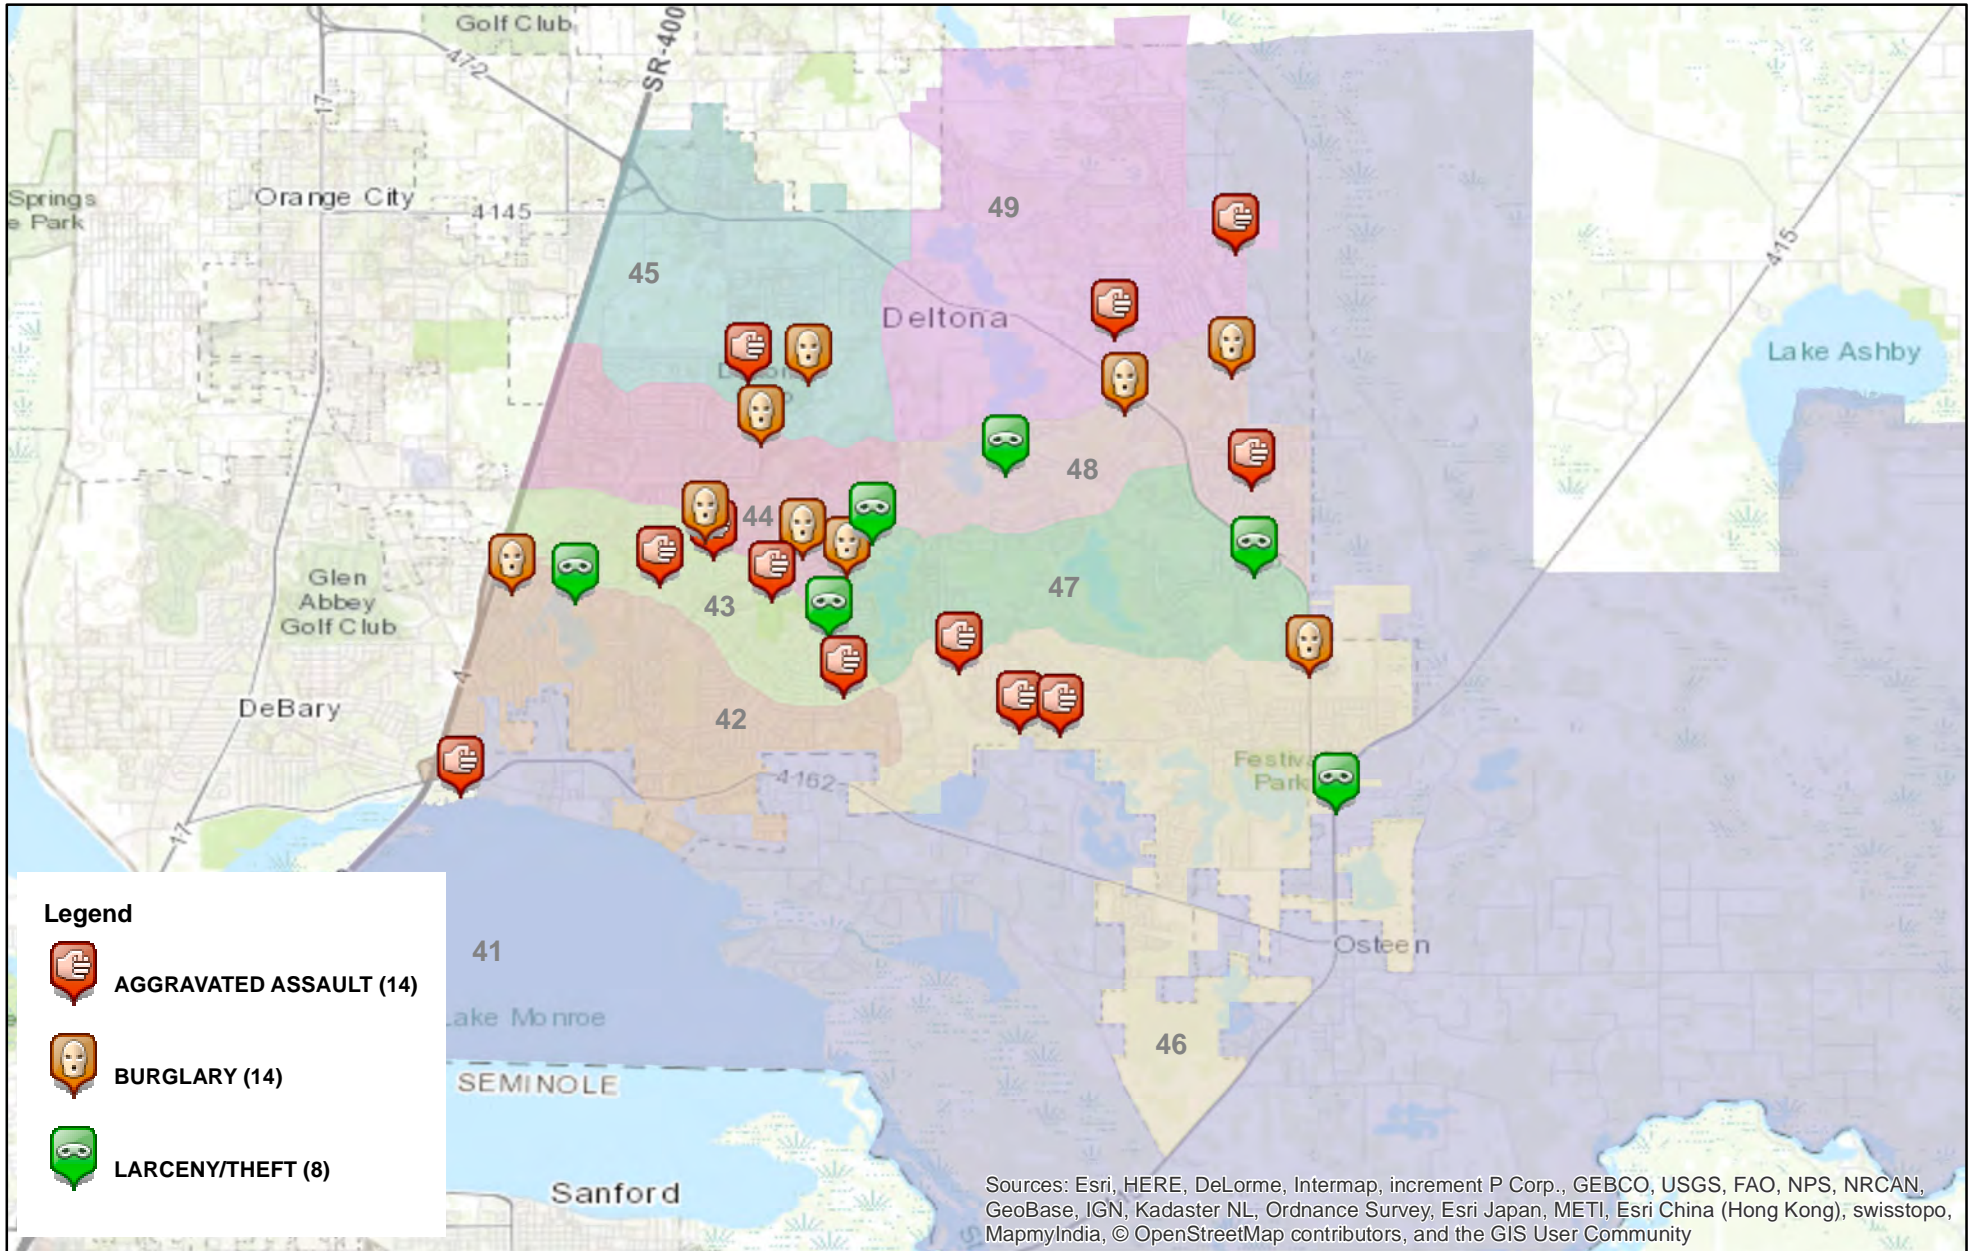 Golf Club
SR-400
472
17
Springs
e Park
Orange City
4145
49
415
45
Deltona
Lake Ashby
48
44
Glen
Abbey
Golf Club
43
47
4
DeBary
42
Festiv
Park
4162
17
Osteen
41
Lake Monroe
46
SEMINOLE
Sanford
Legend
AGGRAVATED ASSAULT (14)
BURGLARY (14)
LARCENY/THEFT (8)
Sources: Esri, HERE, DeLorme, Intermap, increment P Corp., GEBCO, USGS, FAO, NPS, NRCAN,
GeoBase, IGN, Kadaster NL, Ordnance Survey, Esri Japan, METI, Esri China (Hong Kong), swisstopo,
MapmyIndia, © OpenStreetMap contributors, and the GIS User Community